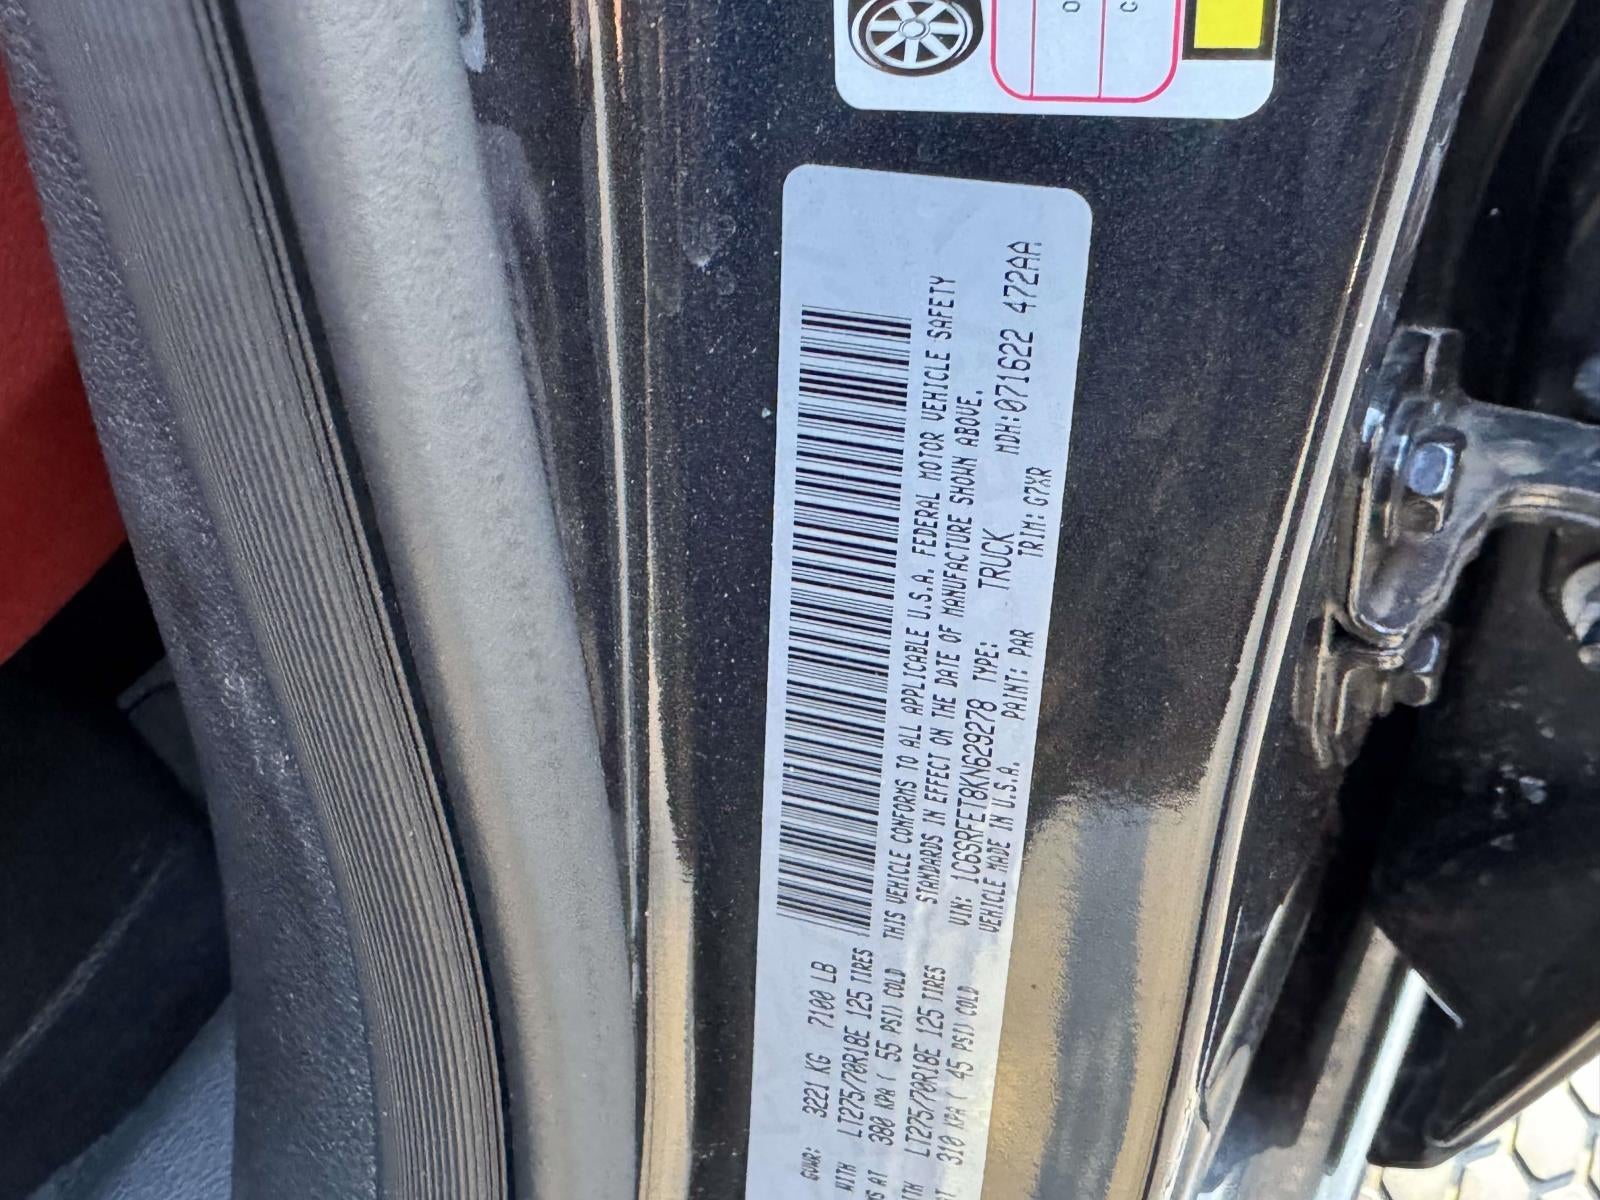 O
C
GVWR: 3221 KG 7100 LB
WITH LT275/70R18E 125 TIRES
AT 380 KPA ( 55 PSI) COLD
LT275/70R18E 125 TIRES
310 KPA ( 45 PSI) COLD
THIS VEHICLE CONFORMS TO ALL APPLICABLE U.S.A. FEDERAL MOTOR VEHICLE SAFETY
STANDARDS IN EFFECT ON THE DATE OF MANUFACTURE SHOWN ABOVE.
VIN: 1C6SRFET8KN629278 TYPE: TRUCK MDH:071622 472AA
VEHICLE MADE IN U.S.A. PAINT: PAR TRIM: G7XR